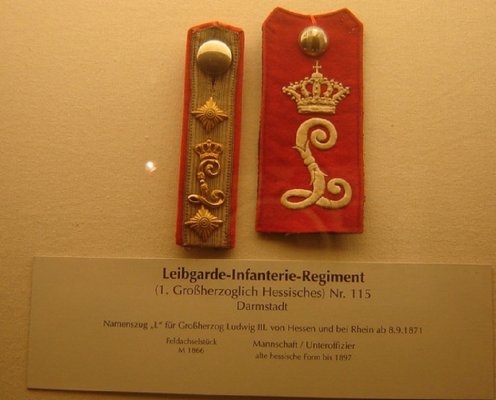 L
L
Leibgarde-Infanterie-Regiment
(1. Großherzoglich Hessisches) Nr. 115
Darmstadt
Namenszug „L" für Großherzog Ludwig III. von Hessen und bei Rhein ab 8.9.1871
Feldachselstück Mannschaft / Unteroffizier
M 1866 alte hessische Form bis 1897